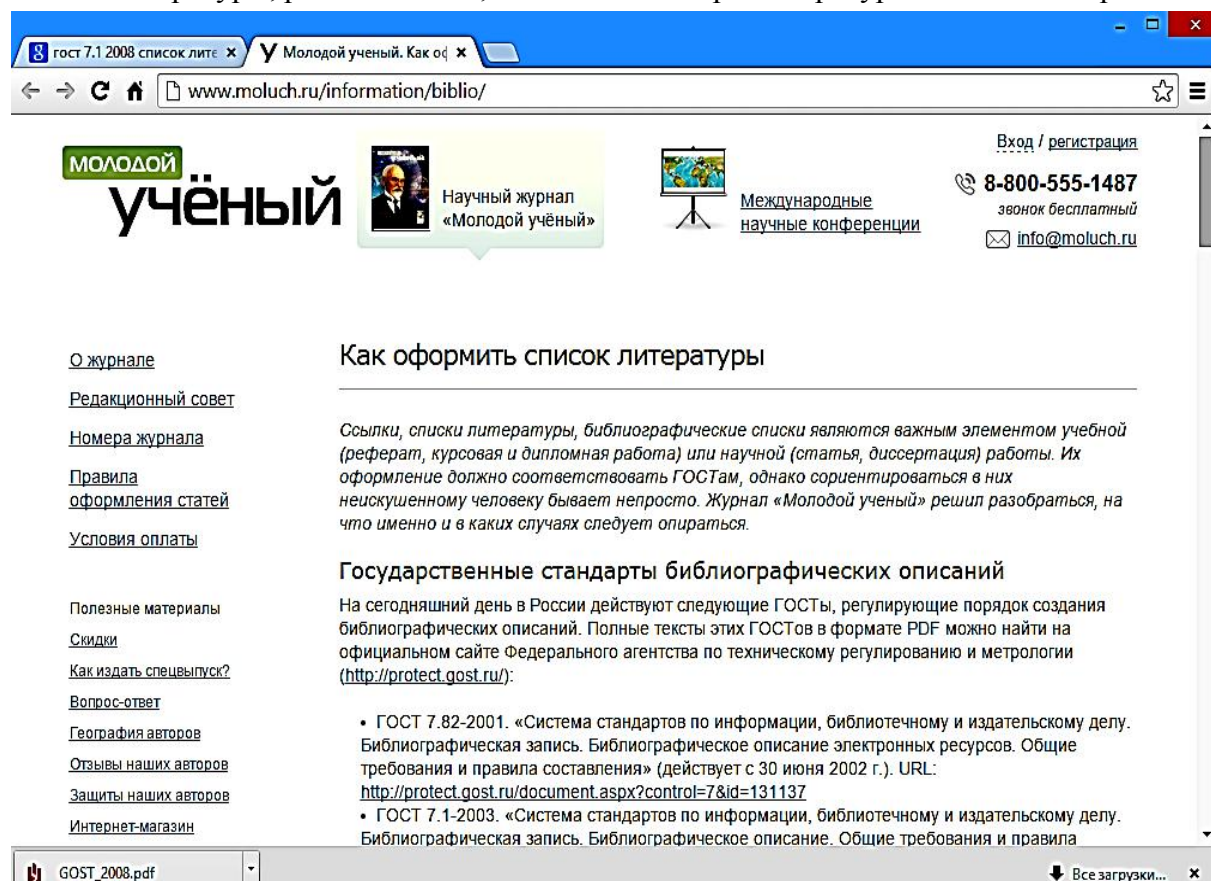 гост 7.1 2008 список лите
Молодой ученый. Как оф
www.moluch.ru/information/biblio/
молодой
учёный
Научный журнал
«Молодой учёный»
Международные
научные конференции
Вход / регистрация
8-800-555-1487
звонок бесплатный
info@moluch.ru
О журнале
Редакционный совет
Номера журнала
Правила
оформления статей
Условия оплаты
Полезные материалы
Скидки
Как издать спецвыпуск?
Вопрос-ответ
География авторов
Отзывы наших авторов
Защиты наших авторов
Интернет-магазин
Как оформить список литературы
Ссылки, списки литературы, библиографические списки являются важным элементом учебной
(реферат, курсовая и дипломная работа) или научной (статья, диссертация) работы. Их
оформление должно соответствовать ГОСТам, однако сориентироваться в них
неискушенному человеку бывает непросто. Журнал «Молодой ученый» решил разобраться, на
что именно и в каких случаях следует опираться.
Государственные стандарты библиографических описаний
На сегодняшний день в России действуют следующие ГОСТы, регулирующие порядок создания
библиографических описаний. Полные тексты этих ГОСТов в формате PDF можно найти на
официальном сайте Федерального агентства по техническому регулированию и метрологии
(http://protect.gost.ru/):
• ГОСТ 7.82-2001. «Система стандартов по информации, библиотечному и издательскому делу.
Библиографическая запись. Библиографическое описание электронных ресурсов. Общие
требования и правила составления» (действует с 30 июня 2002 г.). URL:
http://protect.gost.ru/document.aspx?control=7&id=131137
• ГОСТ 7.1-2003. «Система стандартов по информации, библиотечному и издательскому делу.
Библиографическая запись. Библиографическое описание. Общие требования и правила
GOST_2008.pdf
Все загрузки...